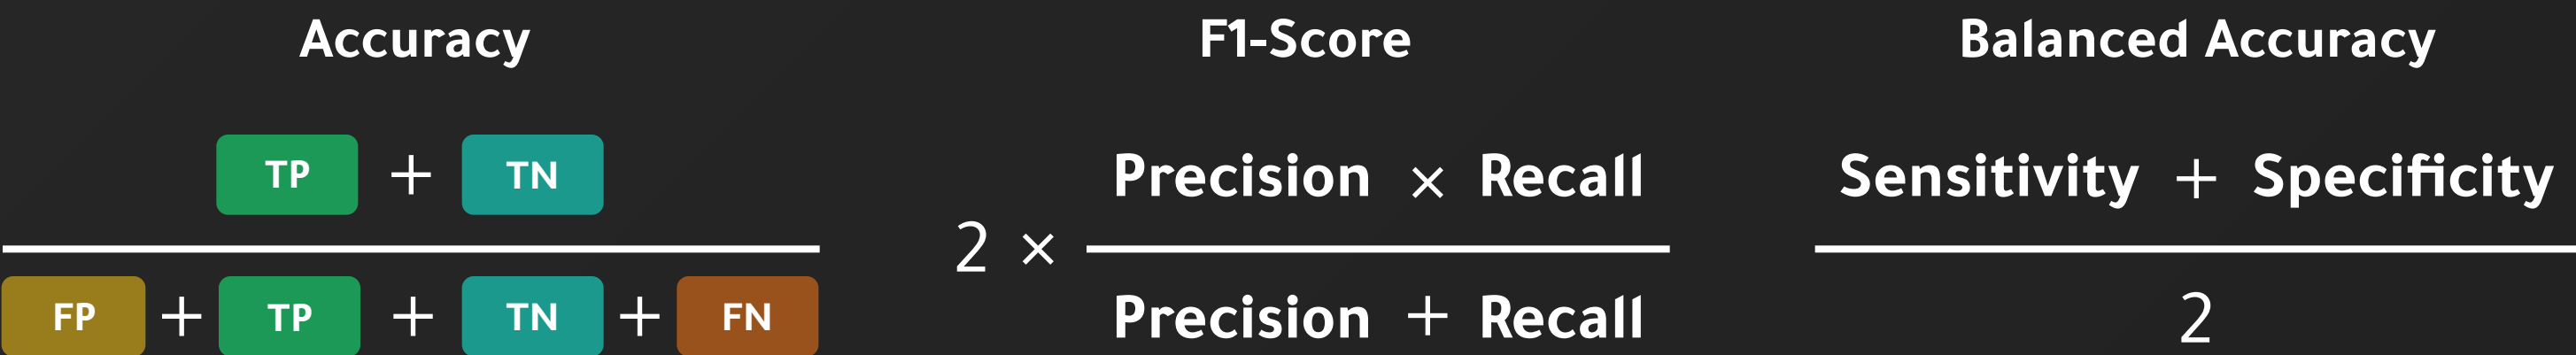 Accuracy
TP + TN
FP + TP + TN + FN
F1-Score
2 ×
Precision × Recall
Precision + Recall
Balanced Accuracy
Sensitivity + Specificity
2